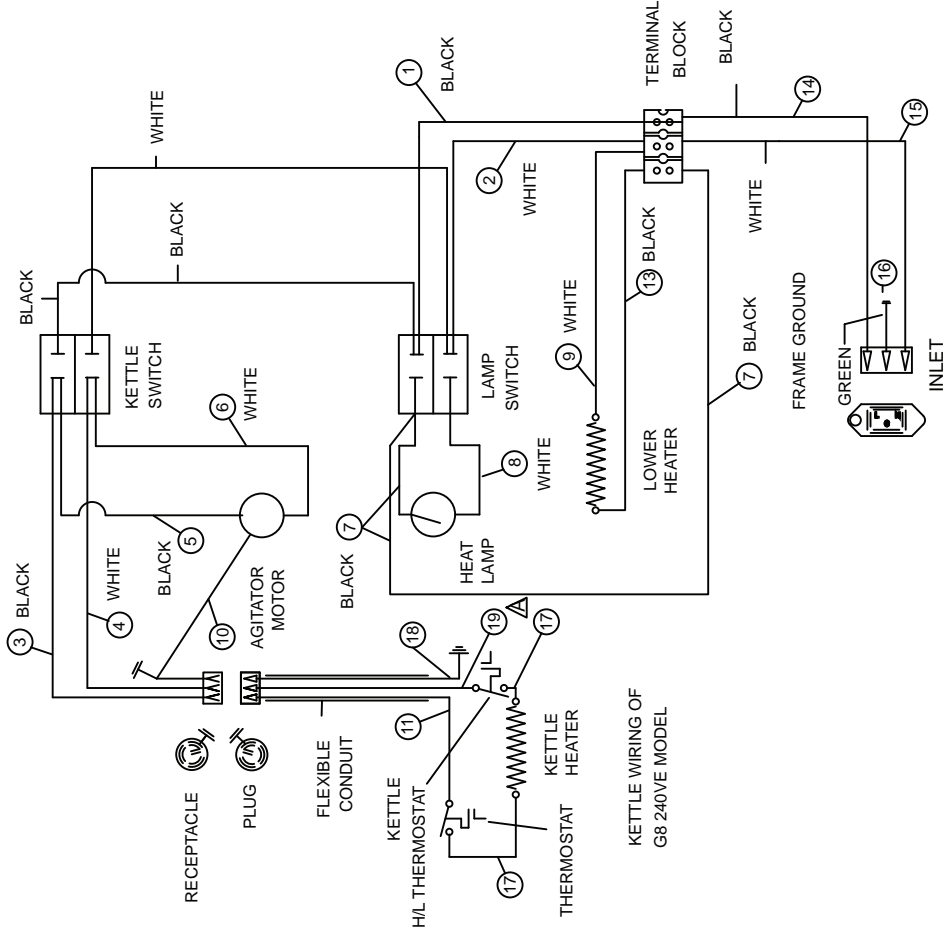 3
BLACK
4
WHITE
5
BLACK
6
WHITE
10
AGITATOR
MOTOR
BLACK
KETTLE
SWITCH
BLACK
WHITE
RECEPTACLE
PLUG
FLEXIBLE
CONDUIT
7
BLACK
HEAT
LAMP
8
WHITE
LAMP
SWITCH
1
BLACK
2
WHITE
TERMINAL
BLOCK
BLACK
14
15
WHITE
11
18
19
A
17
KETTLE
H/L THERMOSTAT
KETTLE
HEATER
17
THERMOSTAT
9
WHITE
13
BLACK
LOWER
HEATER
7
BLACK
FRAME GROUND
GREEN
16
L
N
INLET
KETTLE WIRING OF
G8 240VE MODEL